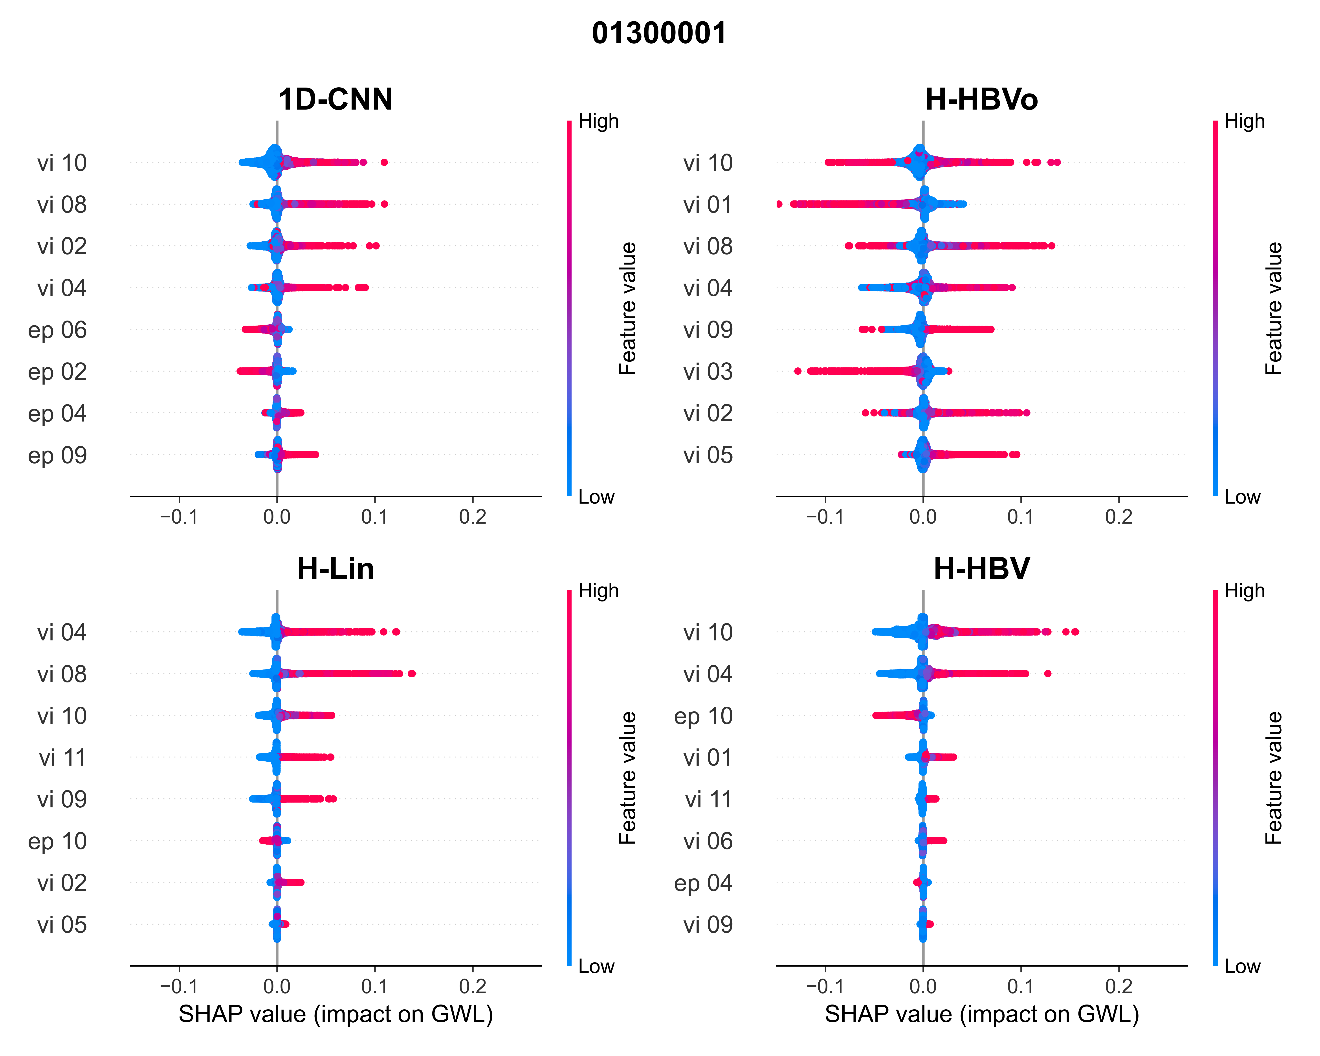 01300001
1D-CNN
High
vi 10
vi 08
vi 02
vi 04
ep 06
ep 02
ep 04
ep 09
Feature value
Low
−0.1 0.0 0.1 0.2
H-HBVo
High
vi 10
vi 01
vi 08
vi 04
vi 09
vi 03
vi 02
vi 05
Feature value
Low
−0.1 0.0 0.1 0.2
H-Lin
High
vi 04
vi 08
vi 10
vi 11
vi 09
ep 10
vi 02
vi 05
Feature value
Low
−0.1 0.0 0.1 0.2
SHAP value (impact on GWL)
H-HBV
High
vi 10
vi 04
ep 10
vi 01
vi 11
vi 06
ep 04
vi 09
Feature value
Low
−0.1 0.0 0.1 0.2
SHAP value (impact on GWL)